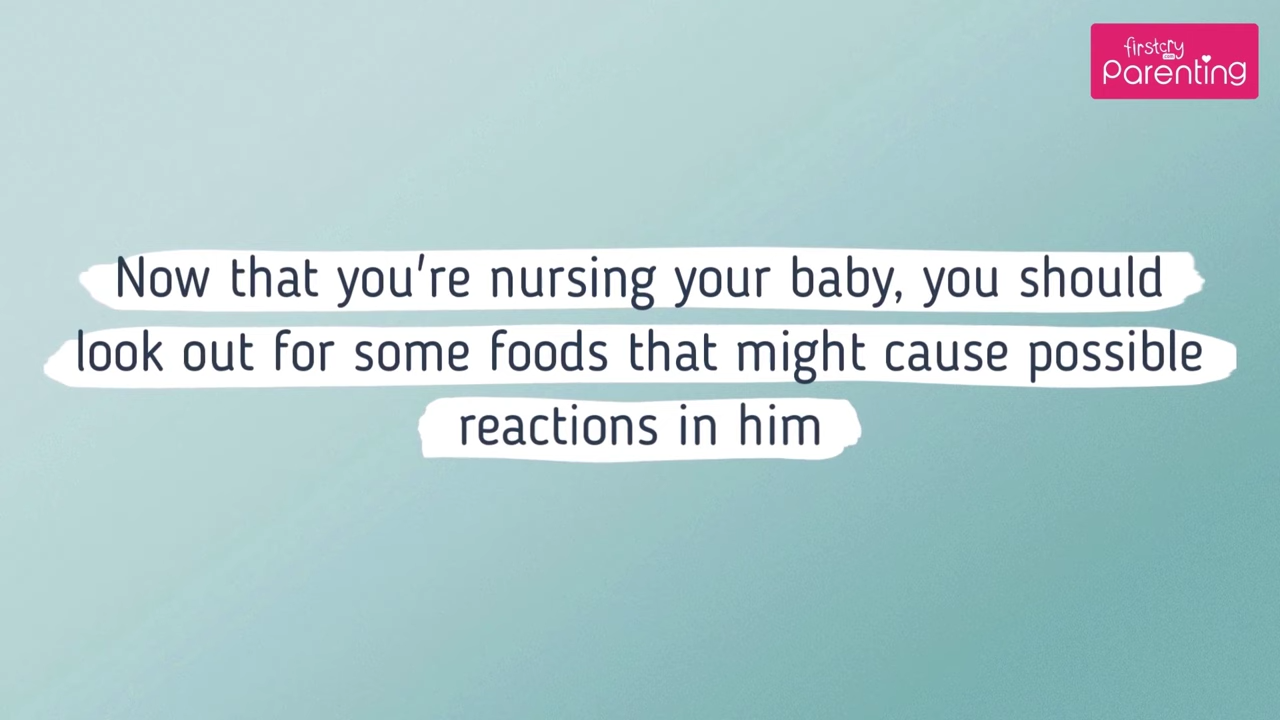 firstcry
.com
Parenting
Now that you're nursing your baby, you should
look out for some foods that might cause possible
reactions in him